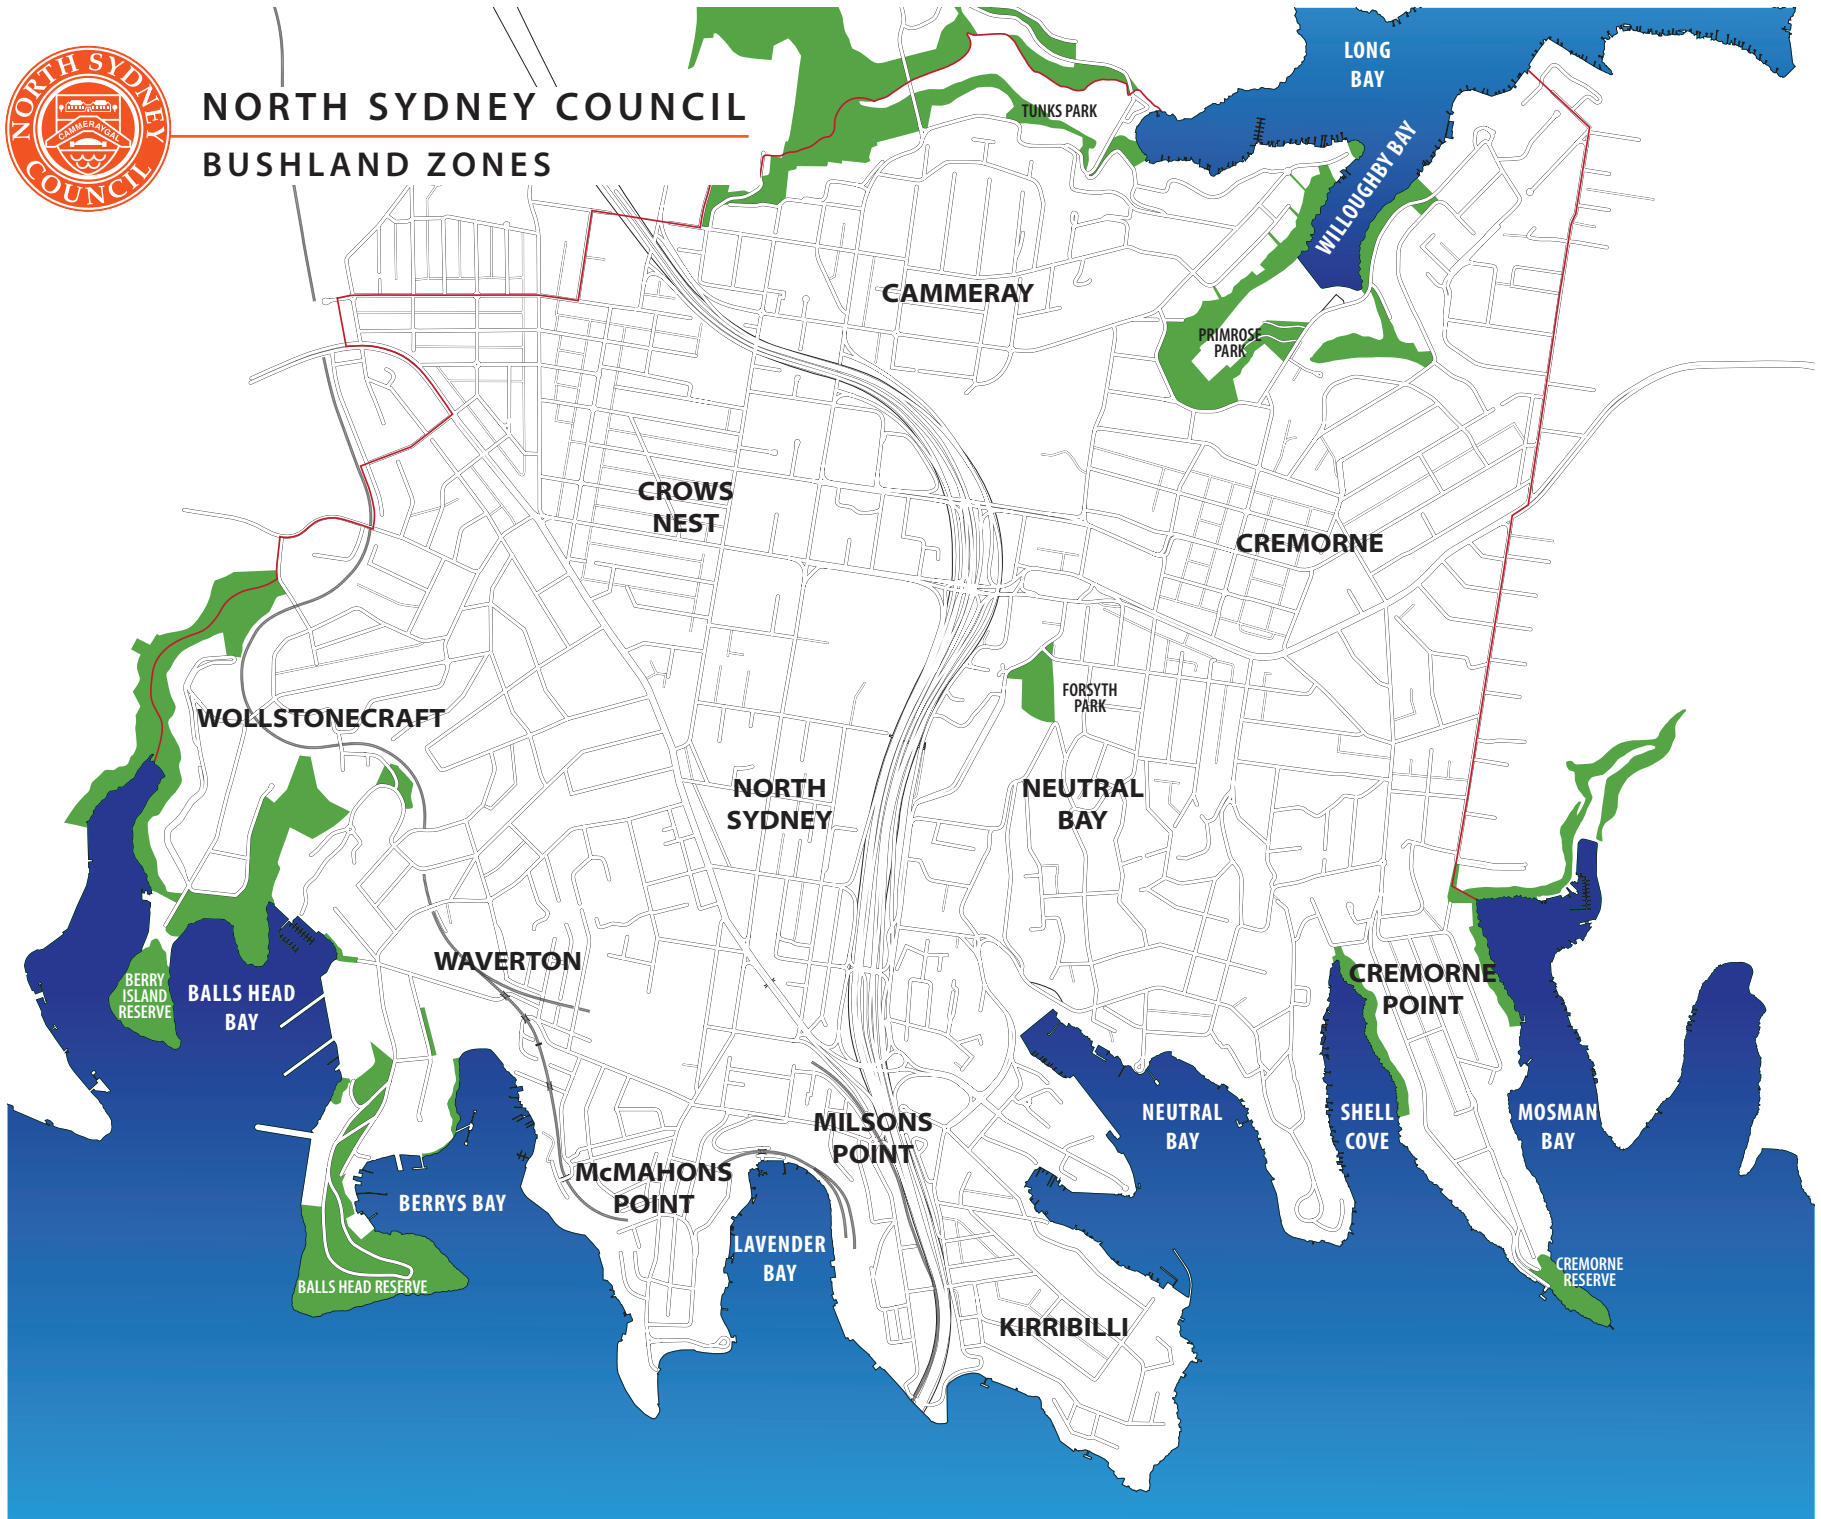 NORTH SYDNEY
CAMMERAYGAL
COUNCIL
NORTH SYDNEY COUNCIL
BUSHLAND ZONES
LONG
BAY
TUNKS PARK
WILLOUGHBY BAY
CAMMERAY
PRIMROSE
PARK
CROWS
NEST
CREMORNE
FORSYTH
PARK
WOLLSTONECRAFT
NORTH
SYDNEY
NEUTRAL
BAY
WAVERTON
BERRY
ISLAND
RESERVE
BALLS HEAD
BAY
CREMORNE
POINT
NEUTRAL
BAY
SHELL
COVE
MOSMAN
BAY
MILSONS
POINT
McMAHONS
POINT
BERRYS BAY
LAVENDER
BAY
BALLS HEAD RESERVE
CREMORNE
RESERVE
KIRRIBILLI